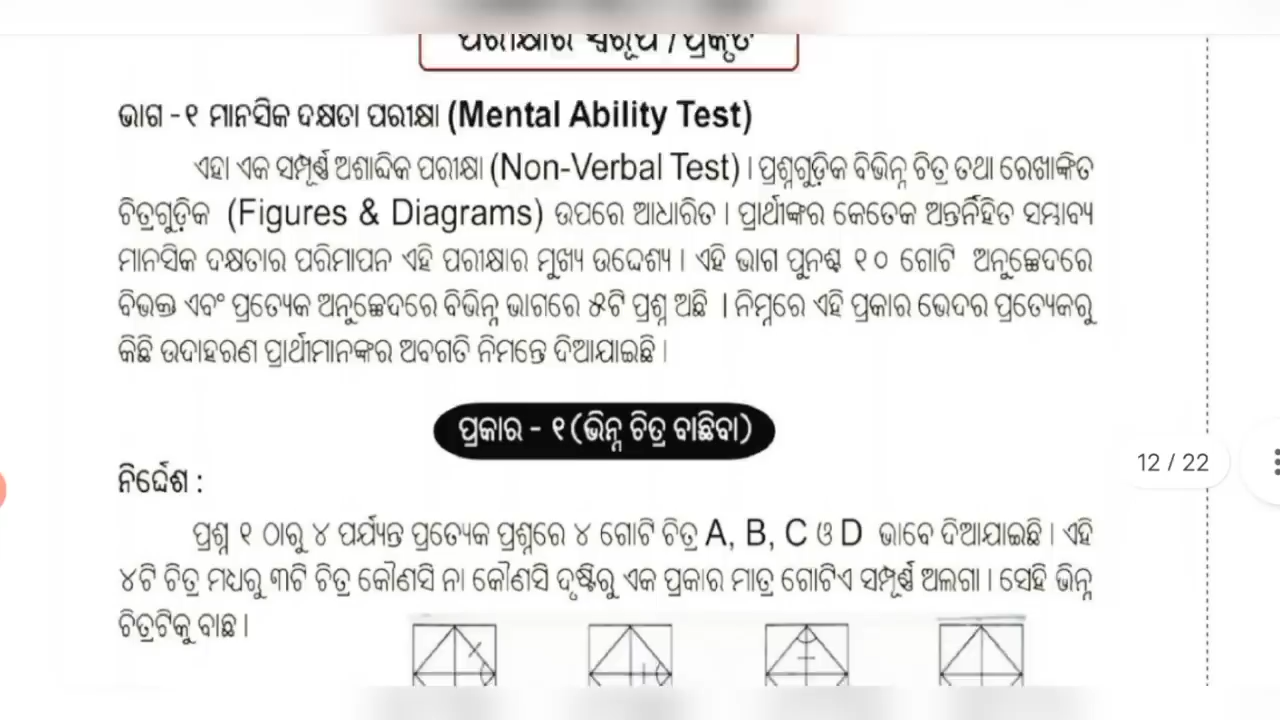 ପରୀକ୍ଷାର ସ୍ୱରୂପ / ପ୍ରକୃତି
ଭାଗ -୧ ମାନସିକ ଦକ୍ଷତା ପରୀକ୍ଷା (Mental Ability Test)
ଏହା ଏକ ସମ୍ପୂର୍ଣ୍ଣ ଅଶାବ୍ଦିକ ପରୀକ୍ଷା (Non-Verbal Test) । ପ୍ରଶ୍ନଗୁଡ଼ିକ ବିଭିନ୍ନ ଚିତ୍ର ତଥା ରେଖାଙ୍କିତ
ଚିତ୍ରଗୁଡ଼ିକ (Figures & Diagrams) ଉପରେ ଆଧାରିତ । ପ୍ରାର୍ଥୀଙ୍କର କେତେକ ଅନ୍ତର୍ନିହିତ ସମ୍ଭାବ୍ୟ
ମାନସିକ ଦକ୍ଷତାର ପରିମାପନ ଏହି ପରୀକ୍ଷାର ମୁଖ୍ୟ ଉଦ୍ଦେଶ୍ୟ । ଏହି ଭାଗ ପୁନଶ୍ଚ ୧୦ ଗୋଟି ଅନୁଚ୍ଛେଦରେ
ବିଭକ୍ତ ଏବଂ ପ୍ରତ୍ୟେକ ଅନୁଚ୍ଛେଦରେ ବିଭିନ୍ନ ଭାଗରେ ୫ଟି ପ୍ରଶ୍ନ ଅଛି । ନିମ୍ନରେ ଏହି ପ୍ରକାର ଭେଦର ପ୍ରତ୍ୟେକରୁ
କିଛି ଉଦାହରଣ ପ୍ରାର୍ଥୀମାନଙ୍କର ଅବଗତି ନିମନ୍ତେ ଦିଆଯାଇଛି ।
ପ୍ରକାର - ୧ (ଭିନ୍ନ ଚିତ୍ର ବାଛିବା)
12 / 22
ନିର୍ଦ୍ଦେଶ :
ପ୍ରଶ୍ନ ୧ ଠାରୁ ୪ ପର୍ଯ୍ୟନ୍ତ ପ୍ରତ୍ୟେକ ପ୍ରଶ୍ନରେ ୪ ଗୋଟି ଚିତ୍ର A, B, C ଓ D ଭାବେ ଦିଆଯାଇଛି । ଏହି
୪ଟି ଚିତ୍ର ମଧ୍ୟରୁ ୩ଟି ଚିତ୍ର କୌଣସି ନା କୌଣସି ଦୃଷ୍ଟିରୁ ଏକ ପ୍ରକାର ମାତ୍ର ଗୋଟିଏ ସମ୍ପୂର୍ଣ୍ଣ ଅଲଗା । ସେହି ଭିନ୍ନ
ଚିତ୍ରଟିକୁ ବାଛ ।